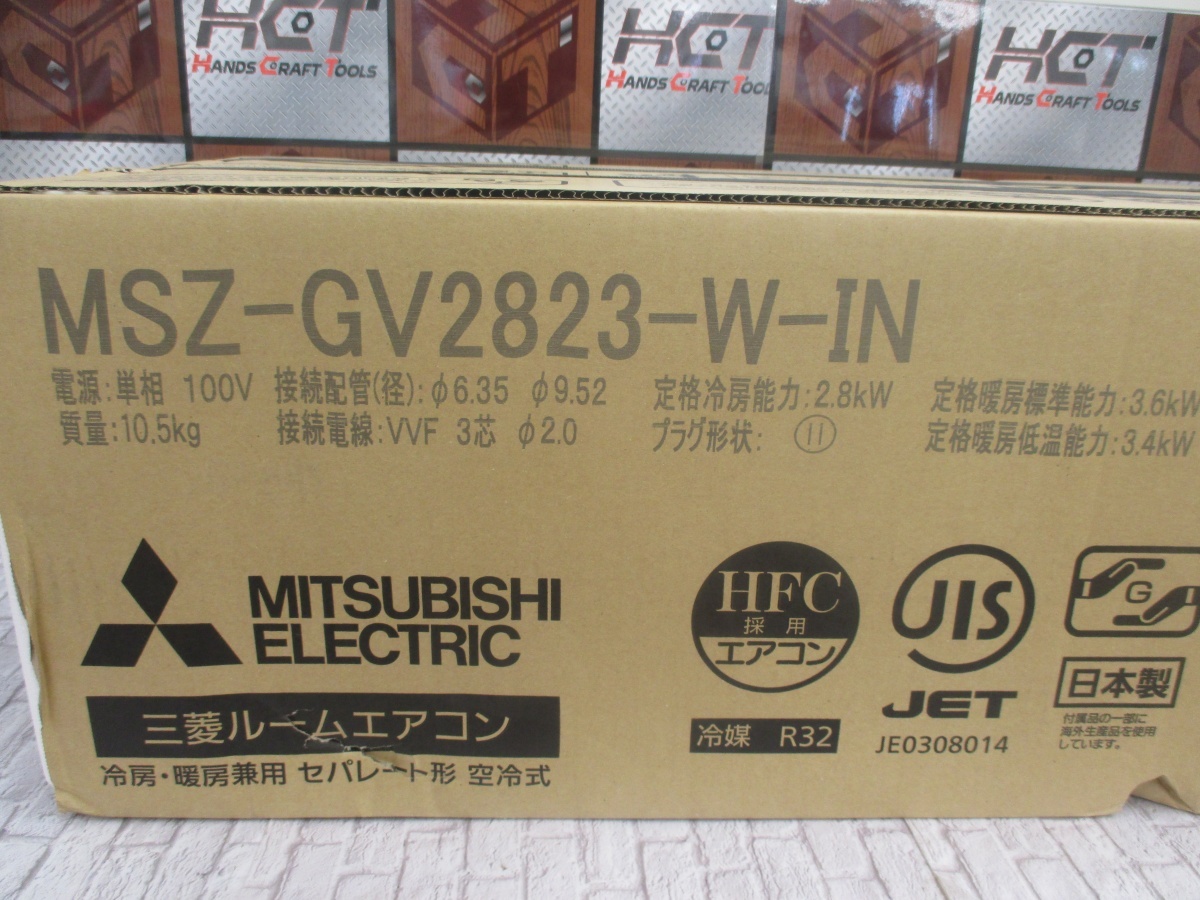 HCT
HANDS CRAFT TOOLS
HCT
HANDS CRAFT TOOLS
HCT
HANDS CRAFT TOOLS
MSZ-GV2823-W-IN
電源:単相 100V 接続配管(径):φ6.35 φ9.52 定格冷房能力:2.8kW 定格暖房標準能力:3.6kW
質量:10.5kg 接続電線:VVF 3芯 φ2.0 プラグ形状: 定格暖房低温能力:3.4kW
MITSUBISHI
ELECTRIC
三菱ルームエアコン
冷房・暖房兼用 セパレート形 空冷式
HFC
採用
エアコン
冷媒 R32
JIS
JET
JE0308014
G
日本製
付属品の一部に
海外生産品を使用
しています。